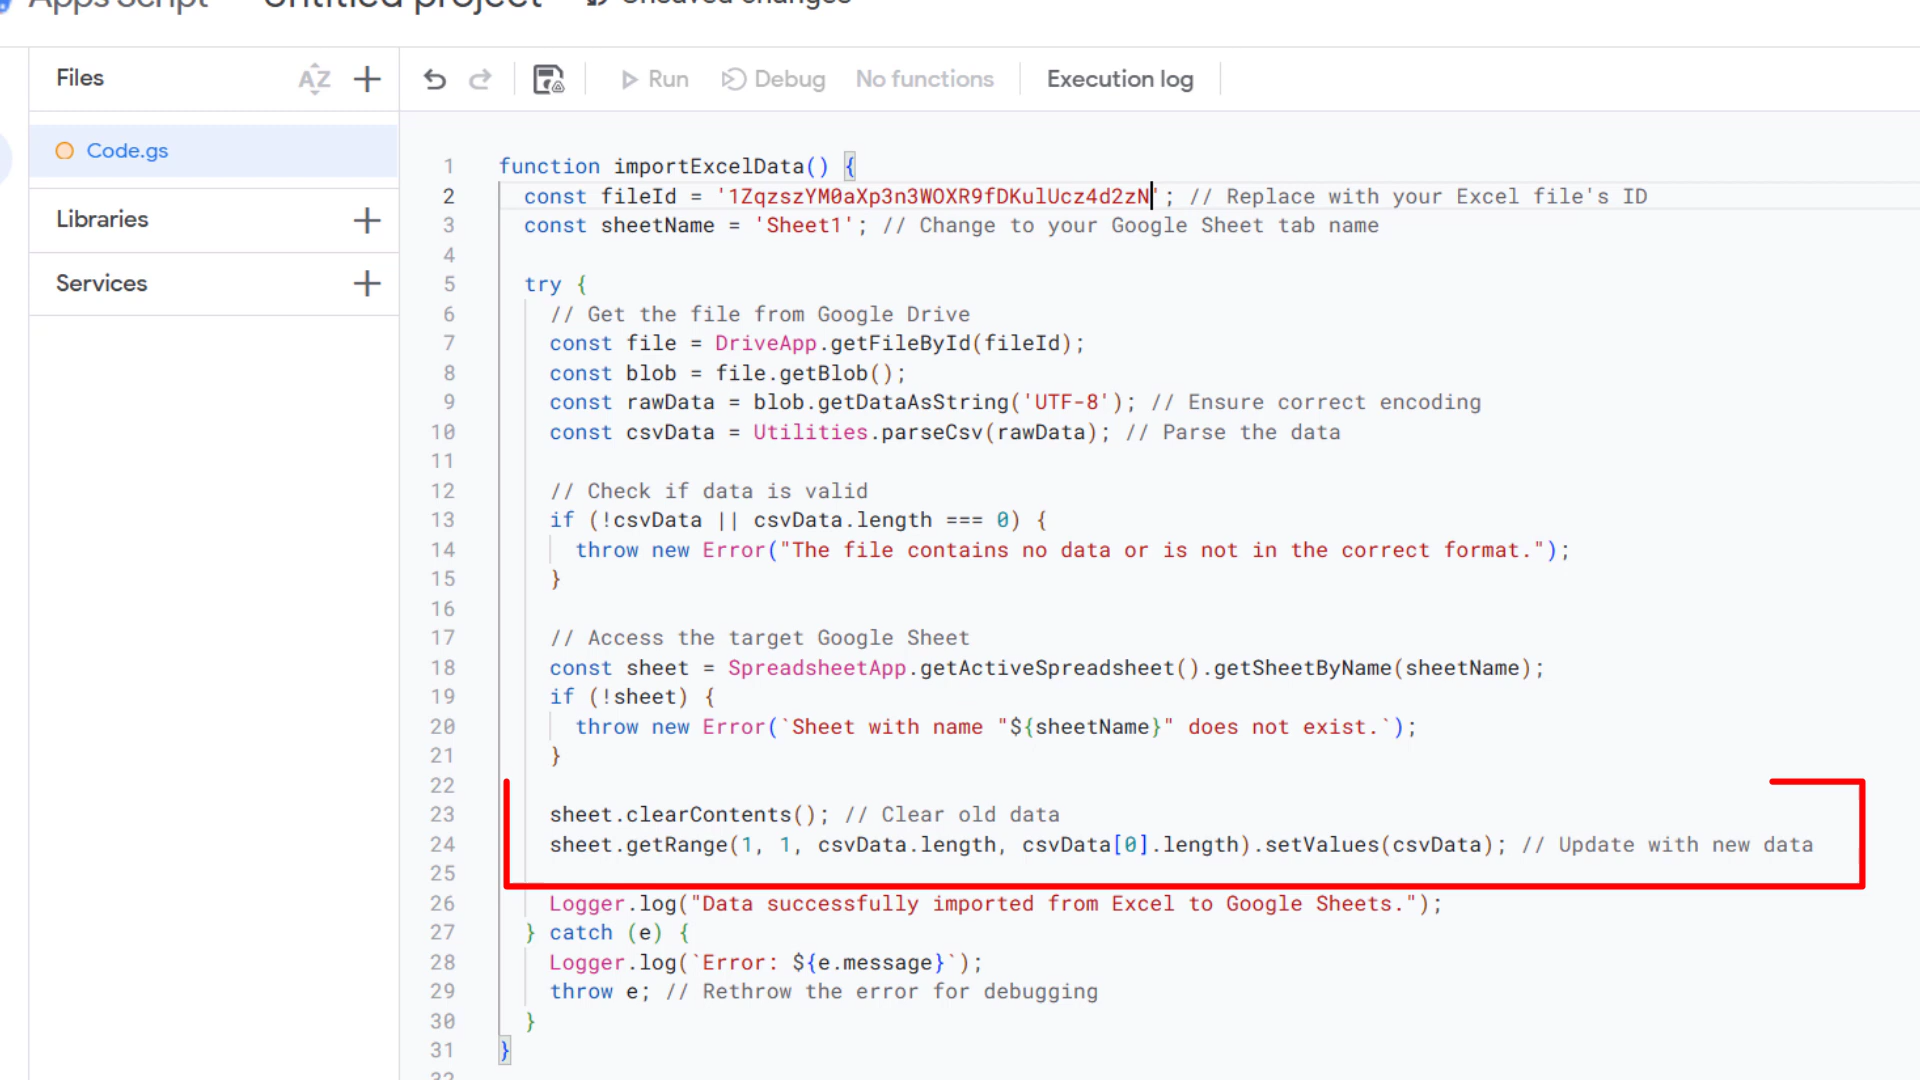 Apps Script Untitled project Unsaved changes
Files AZ Run Debug No functions Execution log
Code.gs
Libraries
Services
1 function importExcelData() {
2 const fileId = '1ZqzszYM0aXp3n3WOXR9fDKulUcz4d2zN'; // Replace with your Excel file's ID
3 const sheetName = 'Sheet1'; // Change to your Google Sheet tab name
4
5 try {
6 // Get the file from Google Drive
7 const file = DriveApp.getFileById(fileId);
8 const blob = file.getBlob();
9 const rawData = blob.getDataAsString('UTF-8'); // Ensure correct encoding
10 const csvData = Utilities.parseCsv(rawData); // Parse the data
11
12 // Check if data is valid
13 if (!csvData || csvData.length === 0) {
14 throw new Error("The file contains no data or is not in the correct format.");
15 }
16
17 // Access the target Google Sheet
18 const sheet = SpreadsheetApp.getActiveSpreadsheet().getSheetByName(sheetName);
19 if (!sheet) {
20 throw new Error(`Sheet with name "${sheetName}" does not exist.`);
21 }
22
23 sheet.clearContents(); // Clear old data
24 sheet.getRange(1, 1, csvData.length, csvData[0].length).setValues(csvData); // Update with new data
25
26 Logger.log("Data successfully imported from Excel to Google Sheets.");
27 } catch (e) {
28 Logger.log(`Error: ${e.message}`);
29 throw e; // Rethrow the error for debugging
30 }
31 }
32